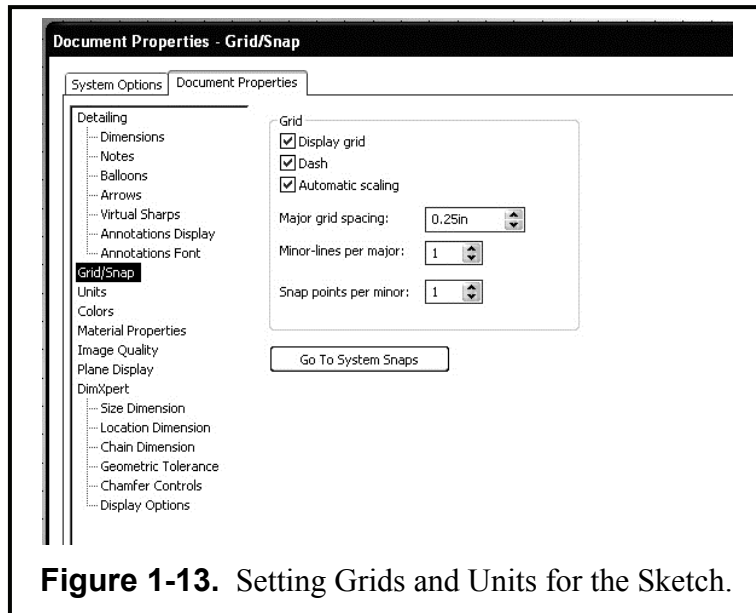 Document Properties - Grid/Snap
System Options
Document Properties
Detailing
Dimensions
Notes
Balloons
Arrows
Virtual Sharps
Annotations Display
Annotations Font
Grid/Snap
Units
Colors
Material Properties
Image Quality
Plane Display
DimXpert
Size Dimension
Location Dimension
Chain Dimension
Geometric Tolerance
Chamfer Controls
Display Options
Grid
Display grid
Dash
Automatic scaling
Major grid spacing: 0.25in
Minor-lines per major: 1
Snap points per minor: 1
Go To System Snaps
Figure 1-13. Setting Grids and Units for the Sketch.